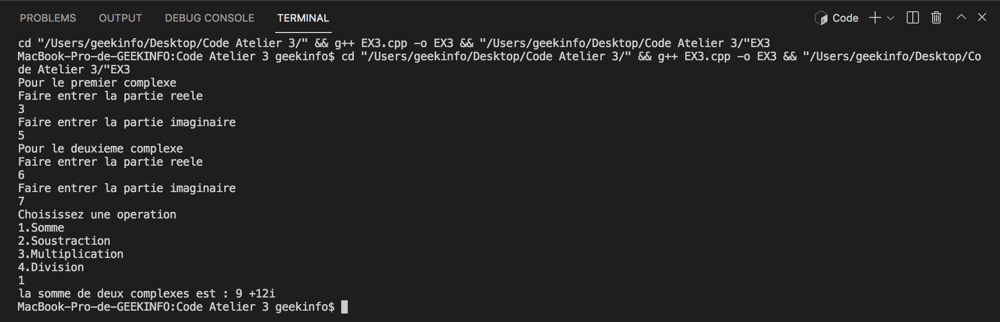 PROBLEMS OUTPUT DEBUG CONSOLE TERMINAL Code
cd "/Users/geekinfo/Desktop/Code Atelier 3/" && g++ EX3.cpp -o EX3 && "/Users/geekinfo/Desktop/Code Atelier 3/"EX3
MacBook-Pro-de-GEEKINFO:Code Atelier 3 geekinfo$ cd "/Users/geekinfo/Desktop/Code Atelier 3/" && g++ EX3.cpp -o EX3 && "/Users/geekinfo/Desktop/Co
de Atelier 3/"EX3
Pour le premier complexe
Faire entrer la partie reele
3
Faire entrer la partie imaginaire
5
Pour le deuxieme complexe
Faire entrer la partie reele
6
Faire entrer la partie imaginaire
7
Choisissez une operation
1.Somme
2.Soustraction
3.Multiplication
4.Division
1
la somme de deux complexes est : 9 +12i
MacBook-Pro-de-GEEKINFO:Code Atelier 3 geekinfo$